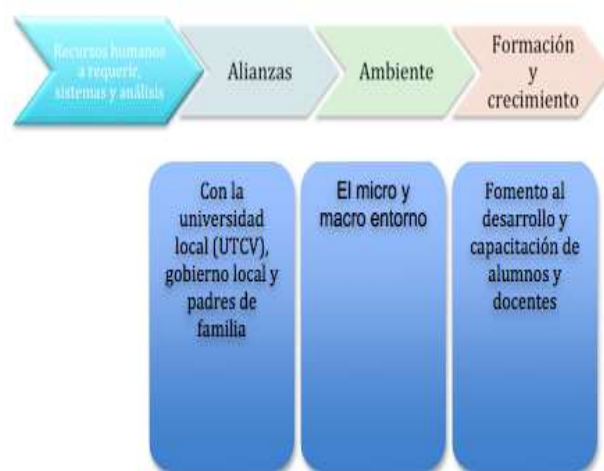 Recursos humanos
a requerir,
sistemas y análisis
Alianzas
Ambiente
Formación
y
crecimiento
Con la
universidad
local (UTCV),
gobierno local y
padres de
familia
El micro y
macro entorno
Fomento al
desarrollo y
capacitación de
alumnos y
docentes